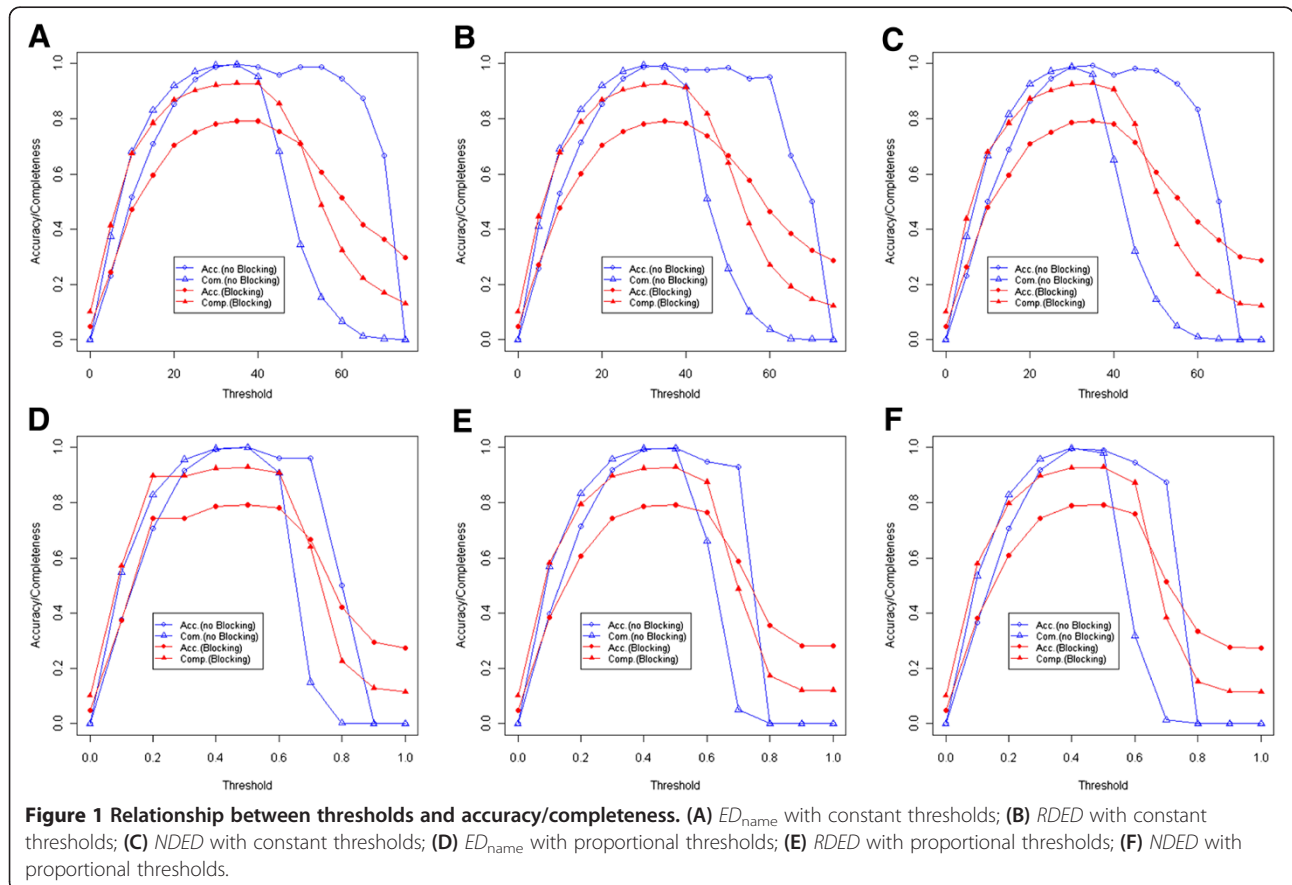 A
B
C
Accuracy/Completeness
0.0 0.2 0.4 0.6 0.8 1.0
Acc.(no Blocking)
Com.(no Blocking)
Acc.(Blocking)
Comp.(Blocking)
0 20 40 60
Threshold
Accuracy/Completeness
0.0 0.2 0.4 0.6 0.8 1.0
Acc.(no Blocking)
Com.(no Blocking)
Acc.(Blocking)
Comp.(Blocking)
0 20 40 60
Threshold
Accuracy/Completeness
0.0 0.2 0.4 0.6 0.8 1.0
Acc.(no Blocking)
Com.(no Blocking)
Acc.(Blocking)
Comp.(Blocking)
0 20 40 60
Threshold
D
E
F
Accuracy/Completeness
0.0 0.2 0.4 0.6 0.8 1.0
Acc.(no Blocking)
Com.(no Blocking)
Acc.(Blocking)
Comp.(Blocking)
0.0 0.2 0.4 0.6 0.8 1.0
Threshold
Accuracy/Completeness
0.0 0.2 0.4 0.6 0.8 1.0
Acc.(no Blocking)
Com.(no Blocking)
Acc.(Blocking)
Comp.(Blocking)
0.0 0.2 0.4 0.6 0.8 1.0
Threshold
Accuracy/Completeness
0.0 0.2 0.4 0.6 0.8 1.0
Acc.(no Blocking)
Com.(no Blocking)
Acc.(Blocking)
Comp.(Blocking)
0.0 0.2 0.4 0.6 0.8 1.0
Threshold
Figure 1 Relationship between thresholds and accuracy/completeness. (A) EDname with constant thresholds; (B) RDED with constant
thresholds; (C) NDED with constant thresholds; (D) EDname with proportional thresholds; (E) RDED with proportional thresholds; (F) NDED with
proportional thresholds.